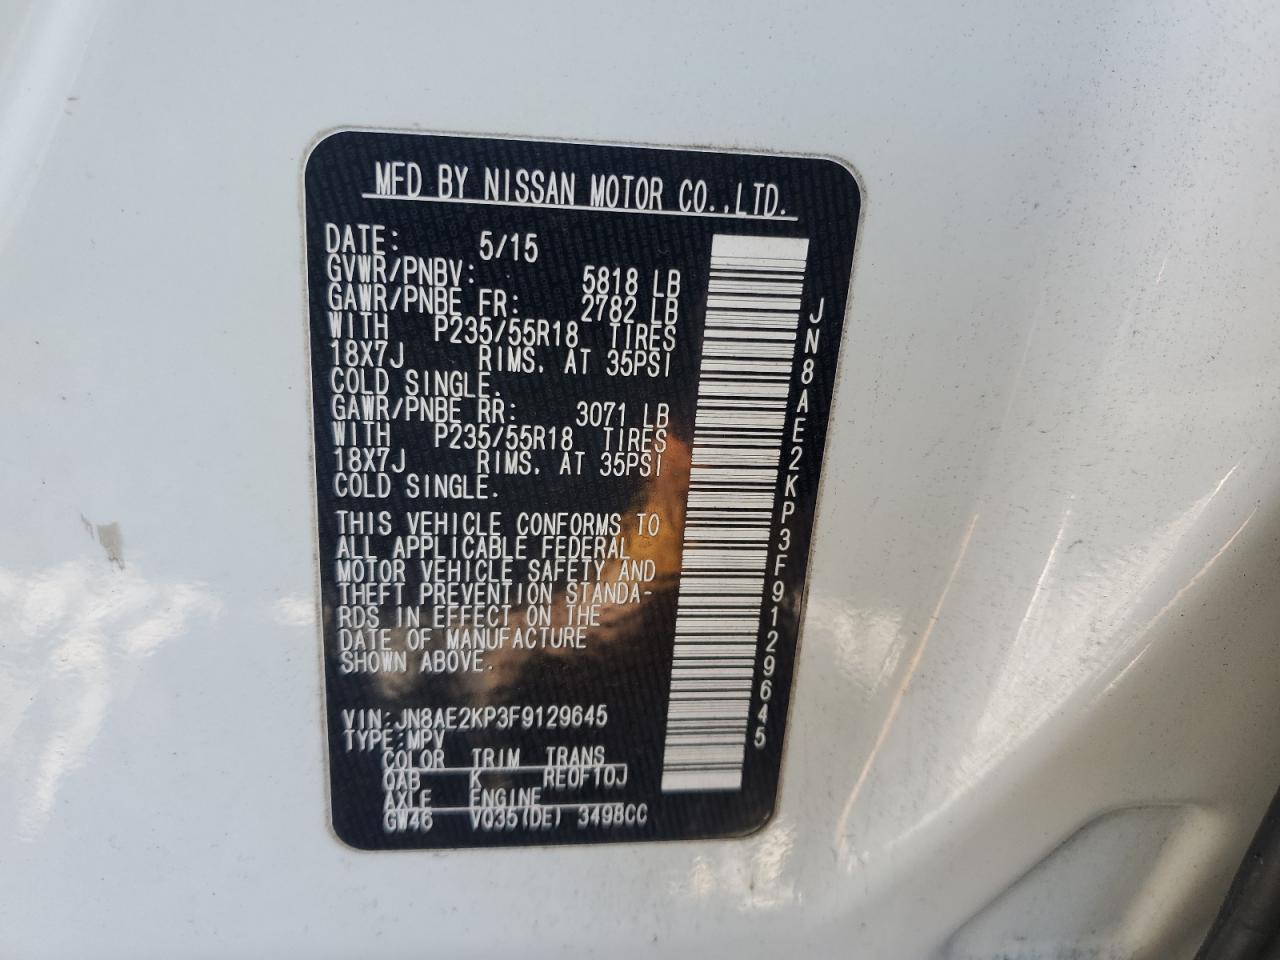 MFD BY NISSAN MOTOR CO.,LTD.
DATE: 5/15
GVWR/PNBV: 5818 LB
GAWR/PNBE FR: 2782 LB
WITH P235/55R18 TIRES
18X7J RIMS. AT 35PSI
COLD SINGLE.
GAWR/PNBE RR: 3071 LB
WITH P235/55R18 TIRES
18X7J RIMS. AT 35PSI
COLD SINGLE.
THIS VEHICLE CONFORMS TO
ALL APPLICABLE FEDERAL
MOTOR VEHICLE SAFETY AND
THEFT PREVENTION STANDA-
RDS IN EFFECT ON THE
DATE OF MANUFACTURE
SHOWN ABOVE.
VIN:JN8AE2KP3F9129645
TYPE:MPV
COLOR TRIM TRANS
QAB K RE0F10J
AXLE ENGINE
GW46 VQ35(DE) 3498CC
JN8AE2KP3F9129645